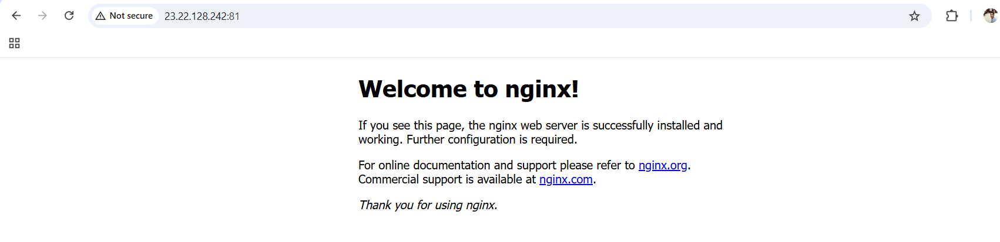 Not secure 23.22.128.242:81
Welcome to nginx!
If you see this page, the nginx web server is successfully installed and
working. Further configuration is required.
For online documentation and support please refer to nginx.org.
Commercial support is available at nginx.com.
Thank you for using nginx.